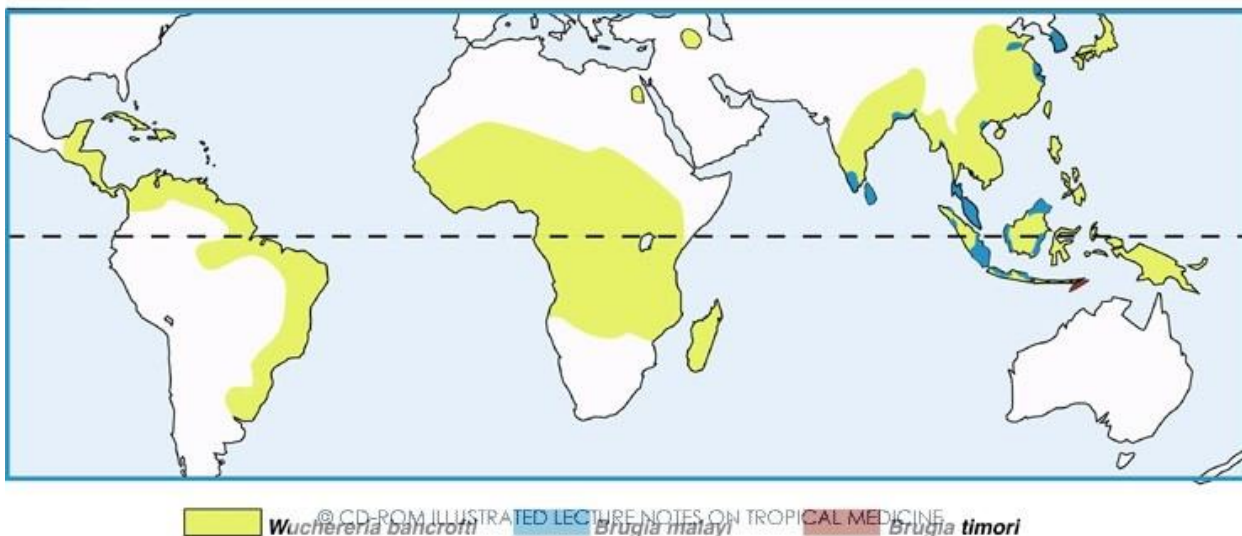 © CD-ROM ILLUSTRATED LECTURE NOTES ON TROPICAL MEDICINE
Wuchereria bancrofti Brugia malayi Brugia timori